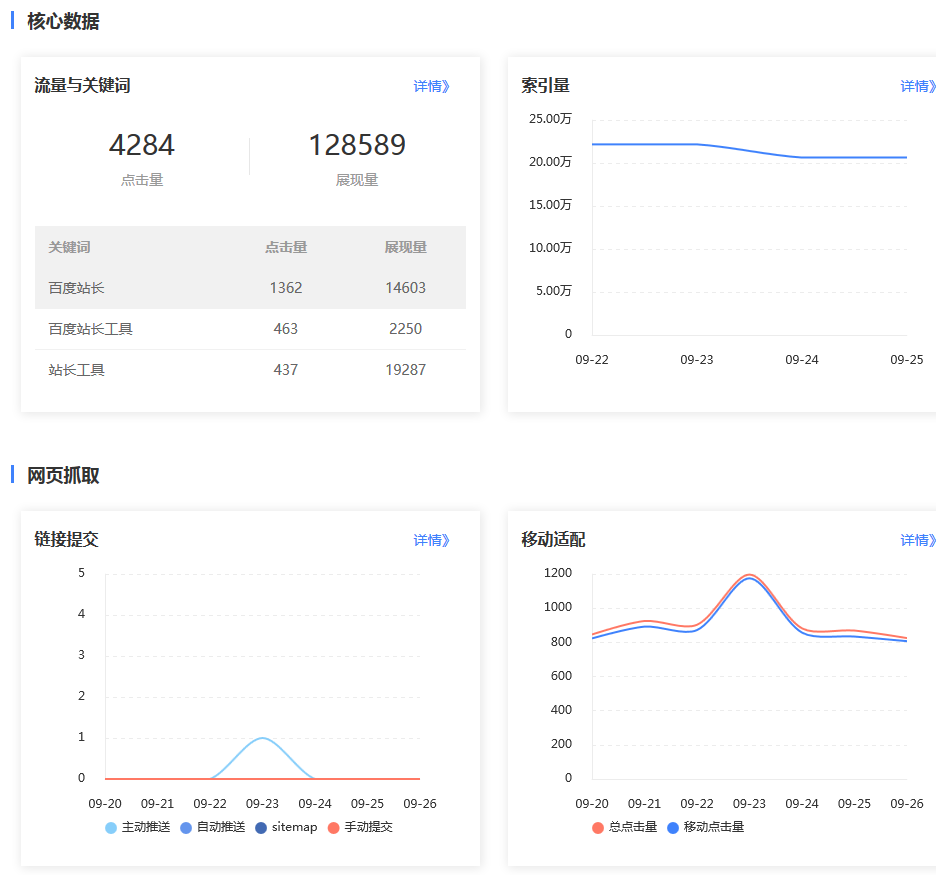 核心数据
流量与关键词 详情》
4284 128589
点击量 展现量
关键词 点击量 展现量
百度站长 1362 14603
百度站长工具 463 2250
站长工具 437 19287
索引量 详情》
25.00万
20.00万
15.00万
10.00万
5.00万
0
09-22 09-23 09-24 09-25
网页抓取
链接提交 详情》
5
4
3
2
1
0
09-20 09-21 09-22 09-23 09-24 09-25 09-26
主动推送 自动推送 sitemap 手动提交
移动适配 详情》
1200
1000
800
600
400
200
0
09-20 09-21 09-22 09-23 09-24 09-25 09-26
总点击量 移动点击量